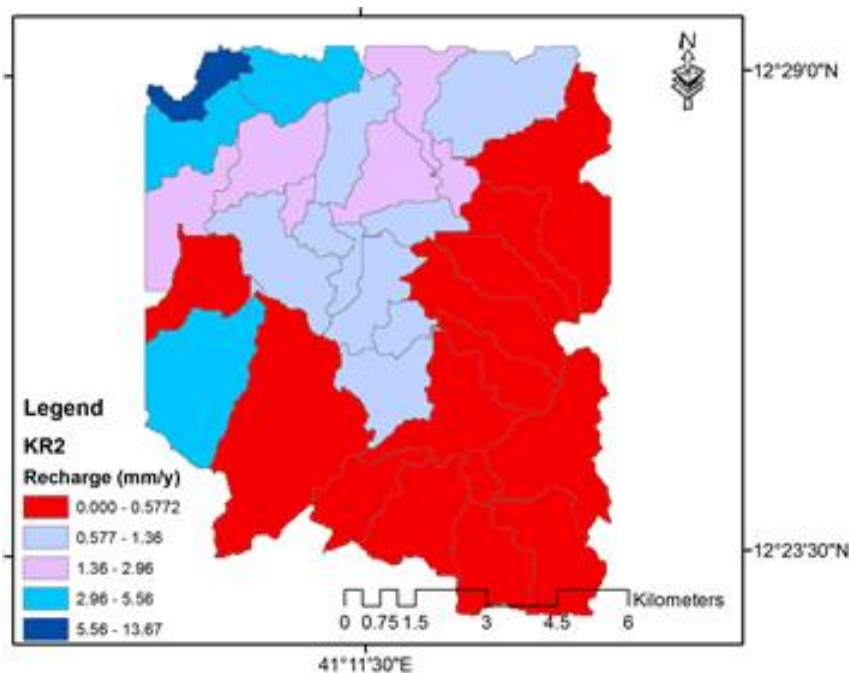 N
12°29'0"N
Legend
KR2
Recharge (mm/y)
0.000 - 0.5772
0.577 - 1.36
1.36 - 2.96
2.96 - 5.56
5.56 - 13.67
12°23'30"N
Kilometers
0 0.75 1.5 3 4.5 6
41°11'30"E